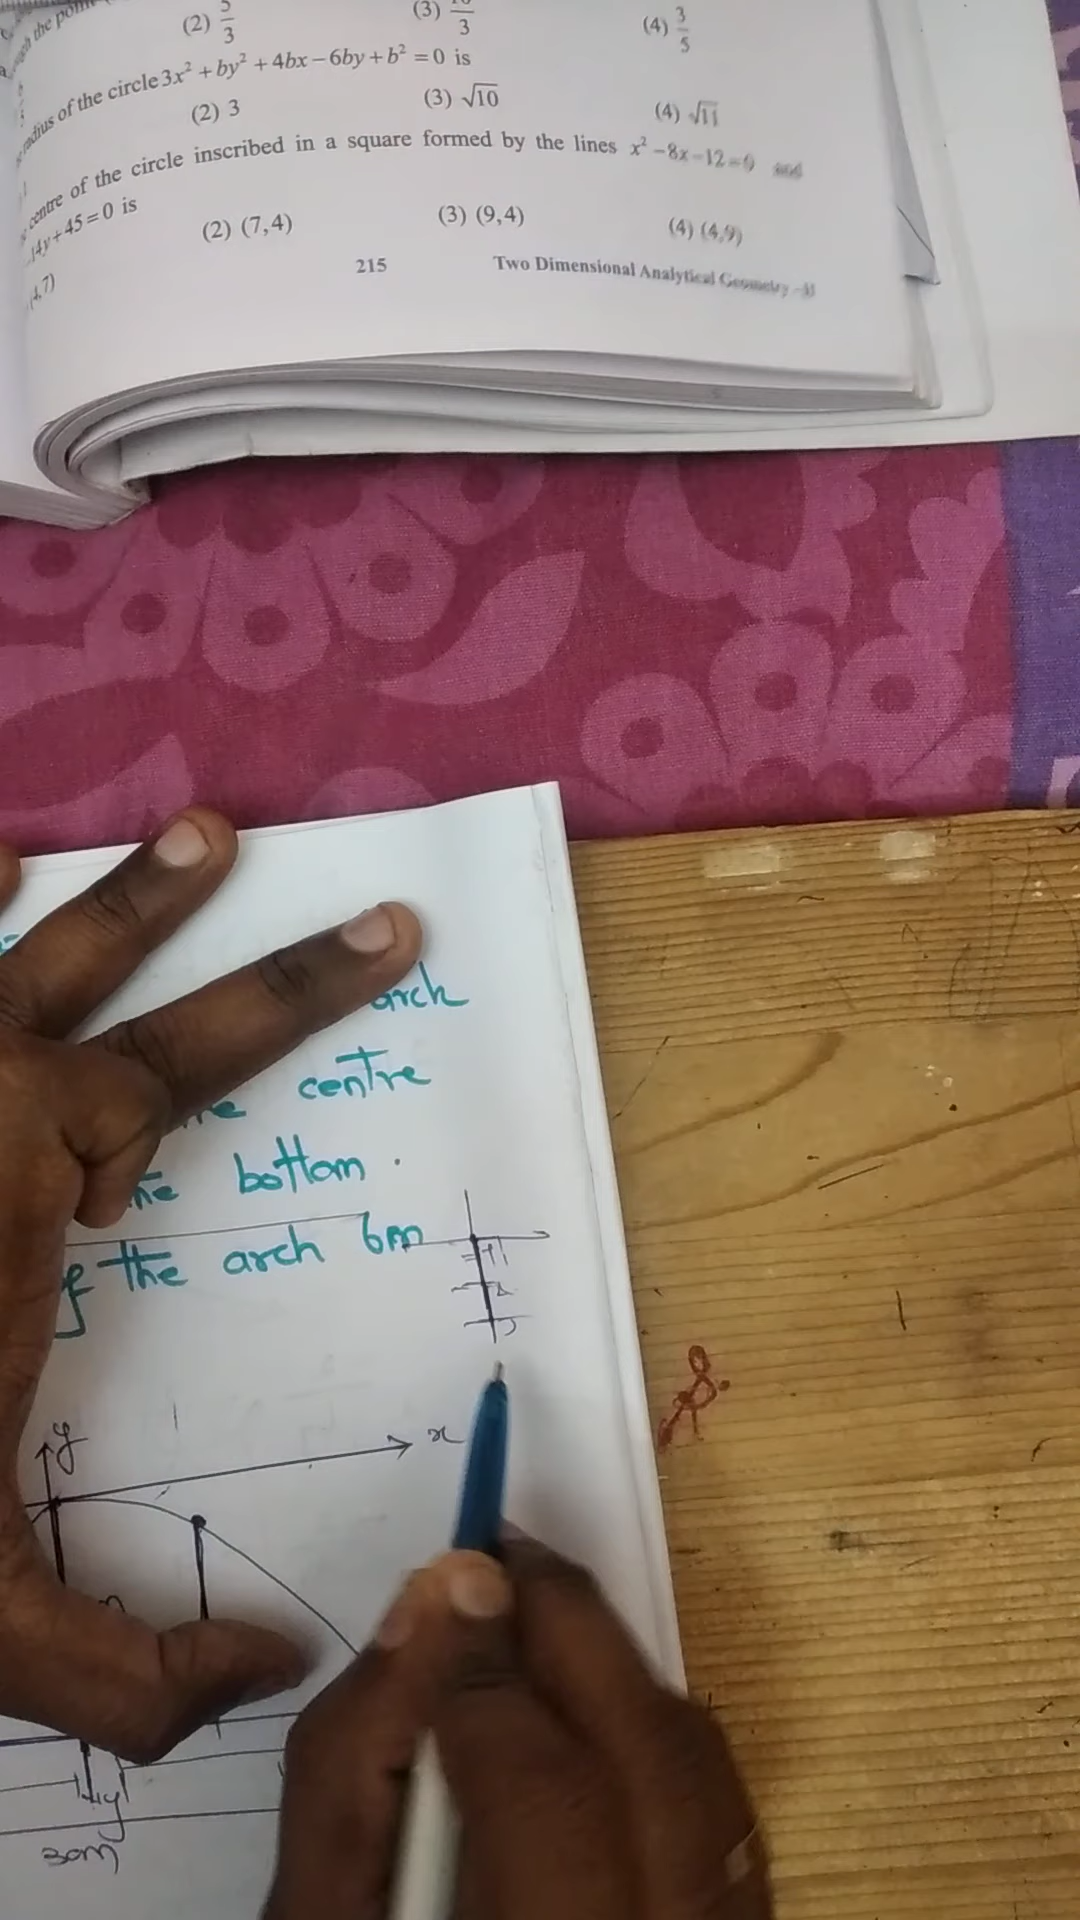 (2) 5/3 (3) 10/3 (4) 3/5
radius of the circle 3x² + by² + 4bx − 6by + b² = 0 is
(2) 3 (3) √10 (4) √11
centre of the circle inscribed in a square formed by the lines x² − 8x − 12 = 0 and
14y + 45 = 0 is
(4,7) (2) (7,4) (3) (9,4) (4) (4,9)
215 Two Dimensional Analytical Geometry - II
arch
centre
bottom .
the arch 6m
y
x
30m